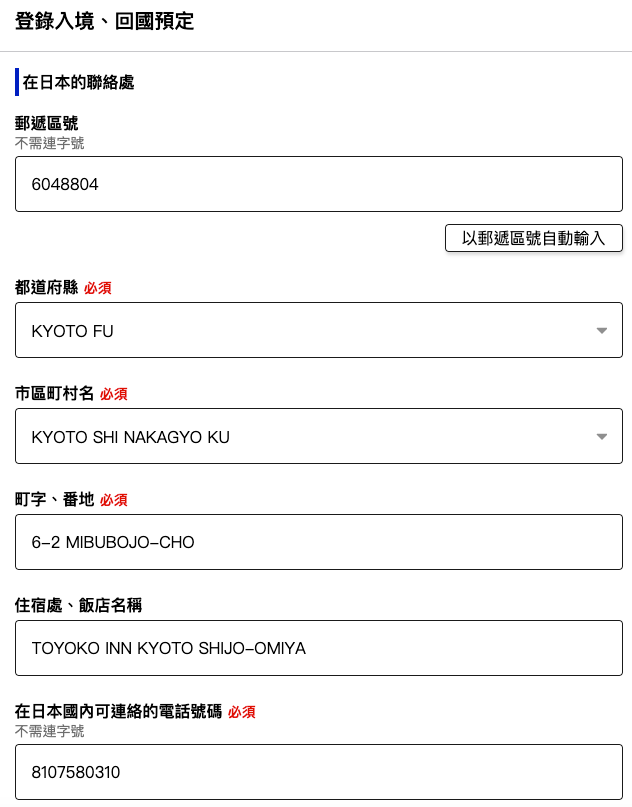 登錄入境、回國預定
在日本的聯絡處
郵遞區號
不需連字號
6048804
以郵遞區號自動輸入
都道府縣 必須
KYOTO FU
市區町村名 必須
KYOTO SHI NAKAGYO KU
町字、番地 必須
6-2 MIBUBOJO-CHO
住宿處、飯店名稱
TOYOKO INN KYOTO SHIJO-OMIYA
在日本國內可連絡的電話號碼 必須
不需連字號
8107580310